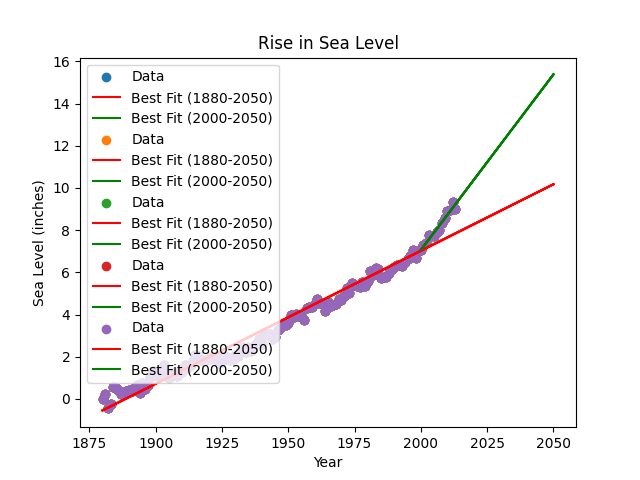 Rise in Sea Level
16
14
12
10
8
6
4
2
0
Sea Level (inches)
Data
Best Fit (1880-2050)
Best Fit (2000-2050)
Data
Best Fit (1880-2050)
Best Fit (2000-2050)
Data
Best Fit (1880-2050)
Best Fit (2000-2050)
Data
Best Fit (1880-2050)
Best Fit (2000-2050)
Data
Best Fit (1880-2050)
Best Fit (2000-2050)
1875 1900 1925 1950 1975 2000 2025 2050
Year